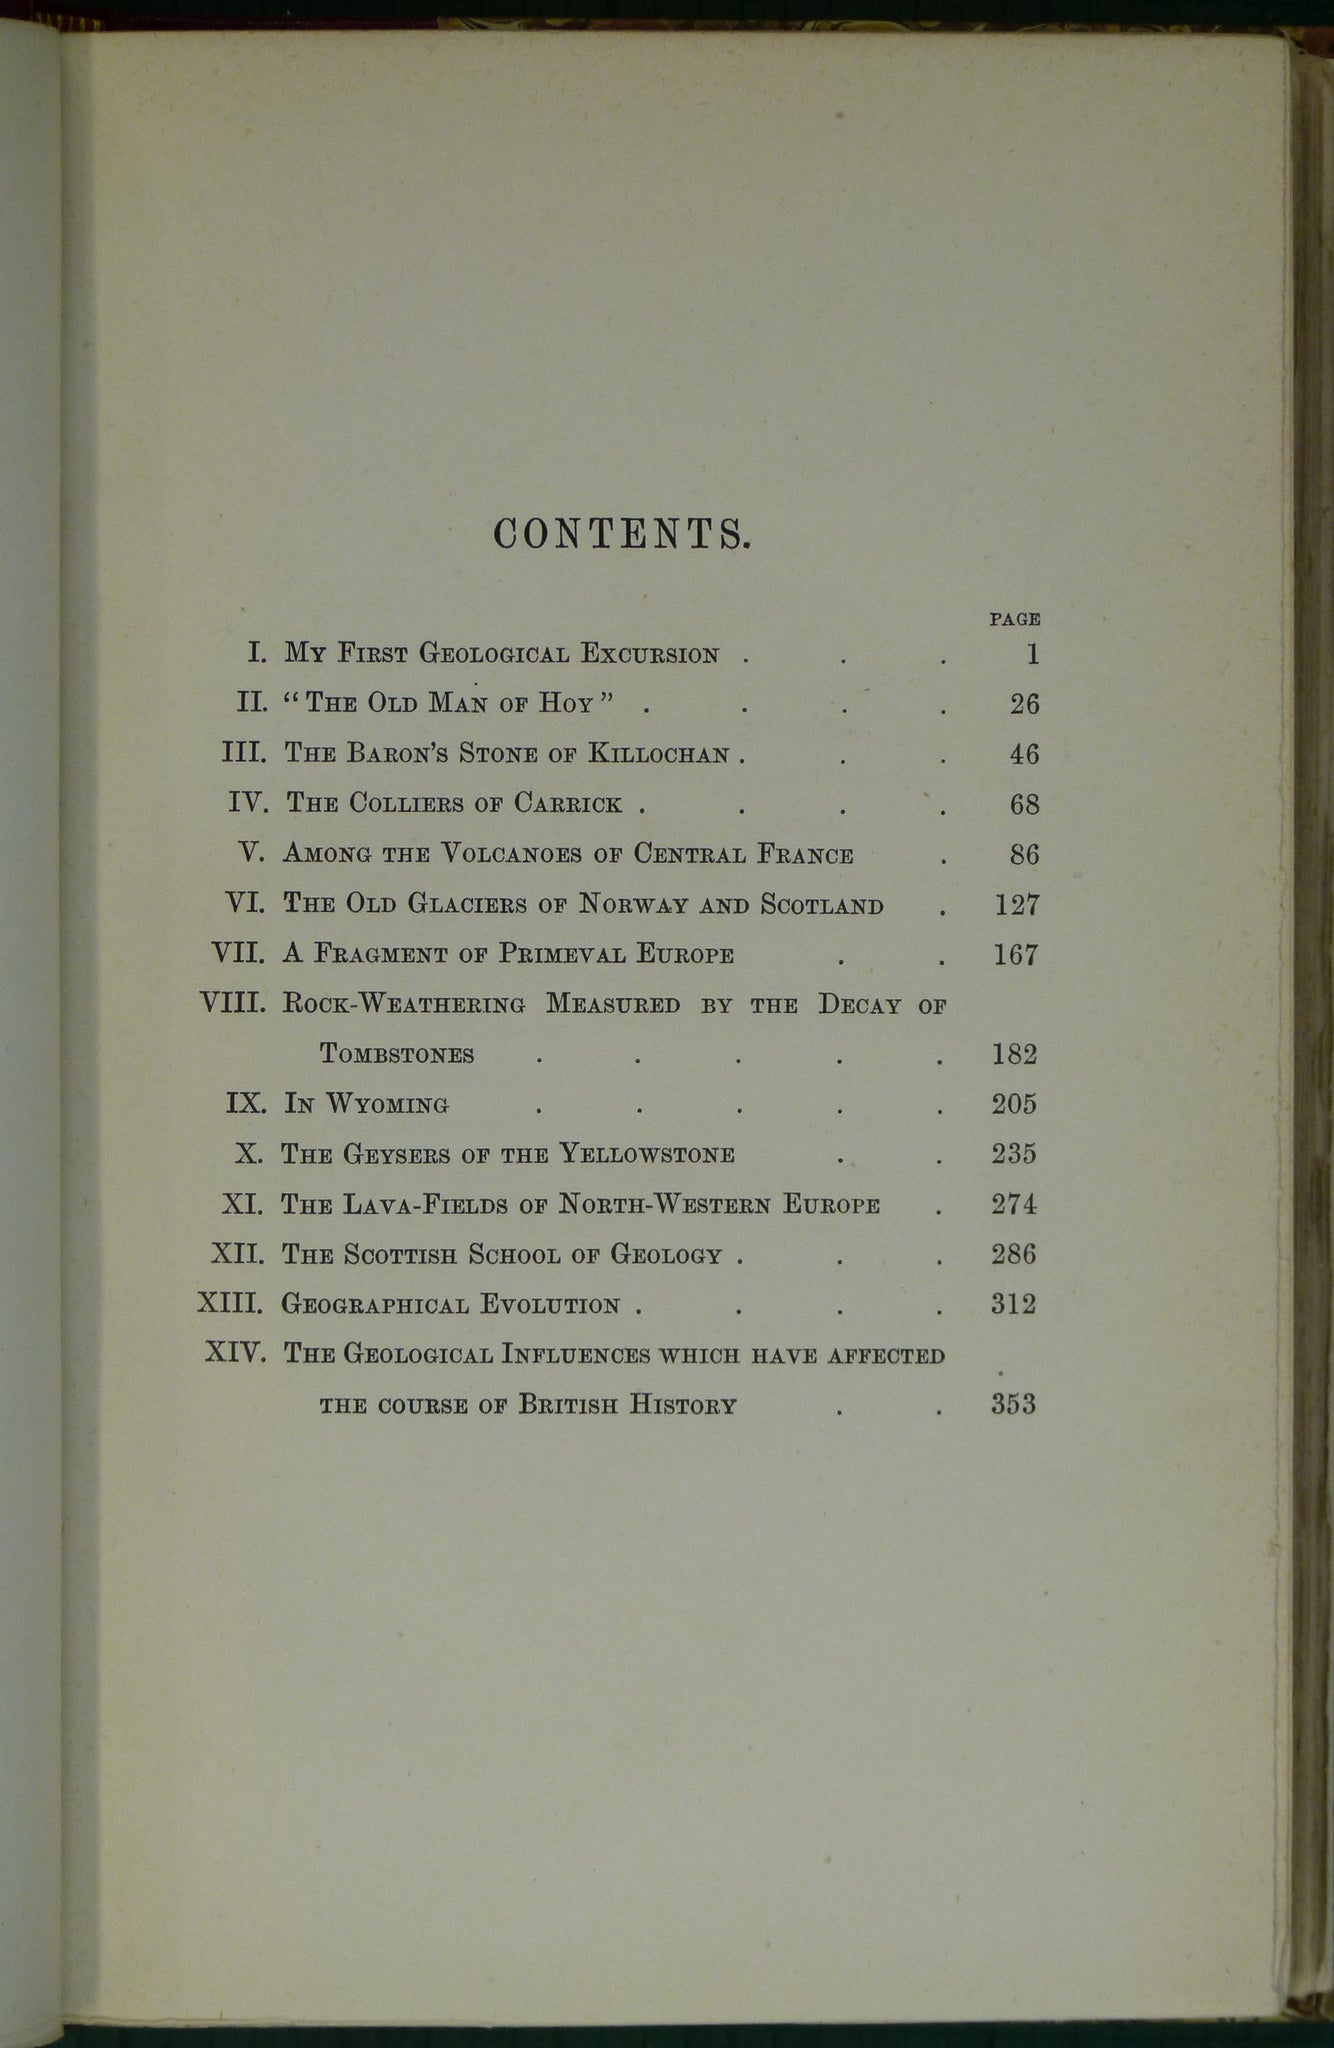 CONTENTS.
PAGE
I. MY FIRST GEOLOGICAL EXCURSION . . . 1
II. “THE OLD MAN OF HOY” . . . . 26
III. THE BARON'S STONE OF KILLOCHAN . . . 46
IV. THE COLLIERS OF CARRICK . . . . 68
V. AMONG THE VOLCANOES OF CENTRAL FRANCE . 86
VI. THE OLD GLACIERS OF NORWAY AND SCOTLAND . 127
VII. A FRAGMENT OF PRIMEVAL EUROPE . . 167
VIII. ROCK-WEATHERING MEASURED BY THE DECAY OF
TOMBSTONES . . . . . 182
IX. IN WYOMING . . . . . 205
X. THE GEYSERS OF THE YELLOWSTONE . . 235
XI. THE LAVA-FIELDS OF NORTH-WESTERN EUROPE . 274
XII. THE SCOTTISH SCHOOL OF GEOLOGY . . . 286
XIII. GEOGRAPHICAL EVOLUTION . . . . 312
XIV. THE GEOLOGICAL INFLUENCES WHICH HAVE AFFECTED
THE COURSE OF BRITISH HISTORY . . 353